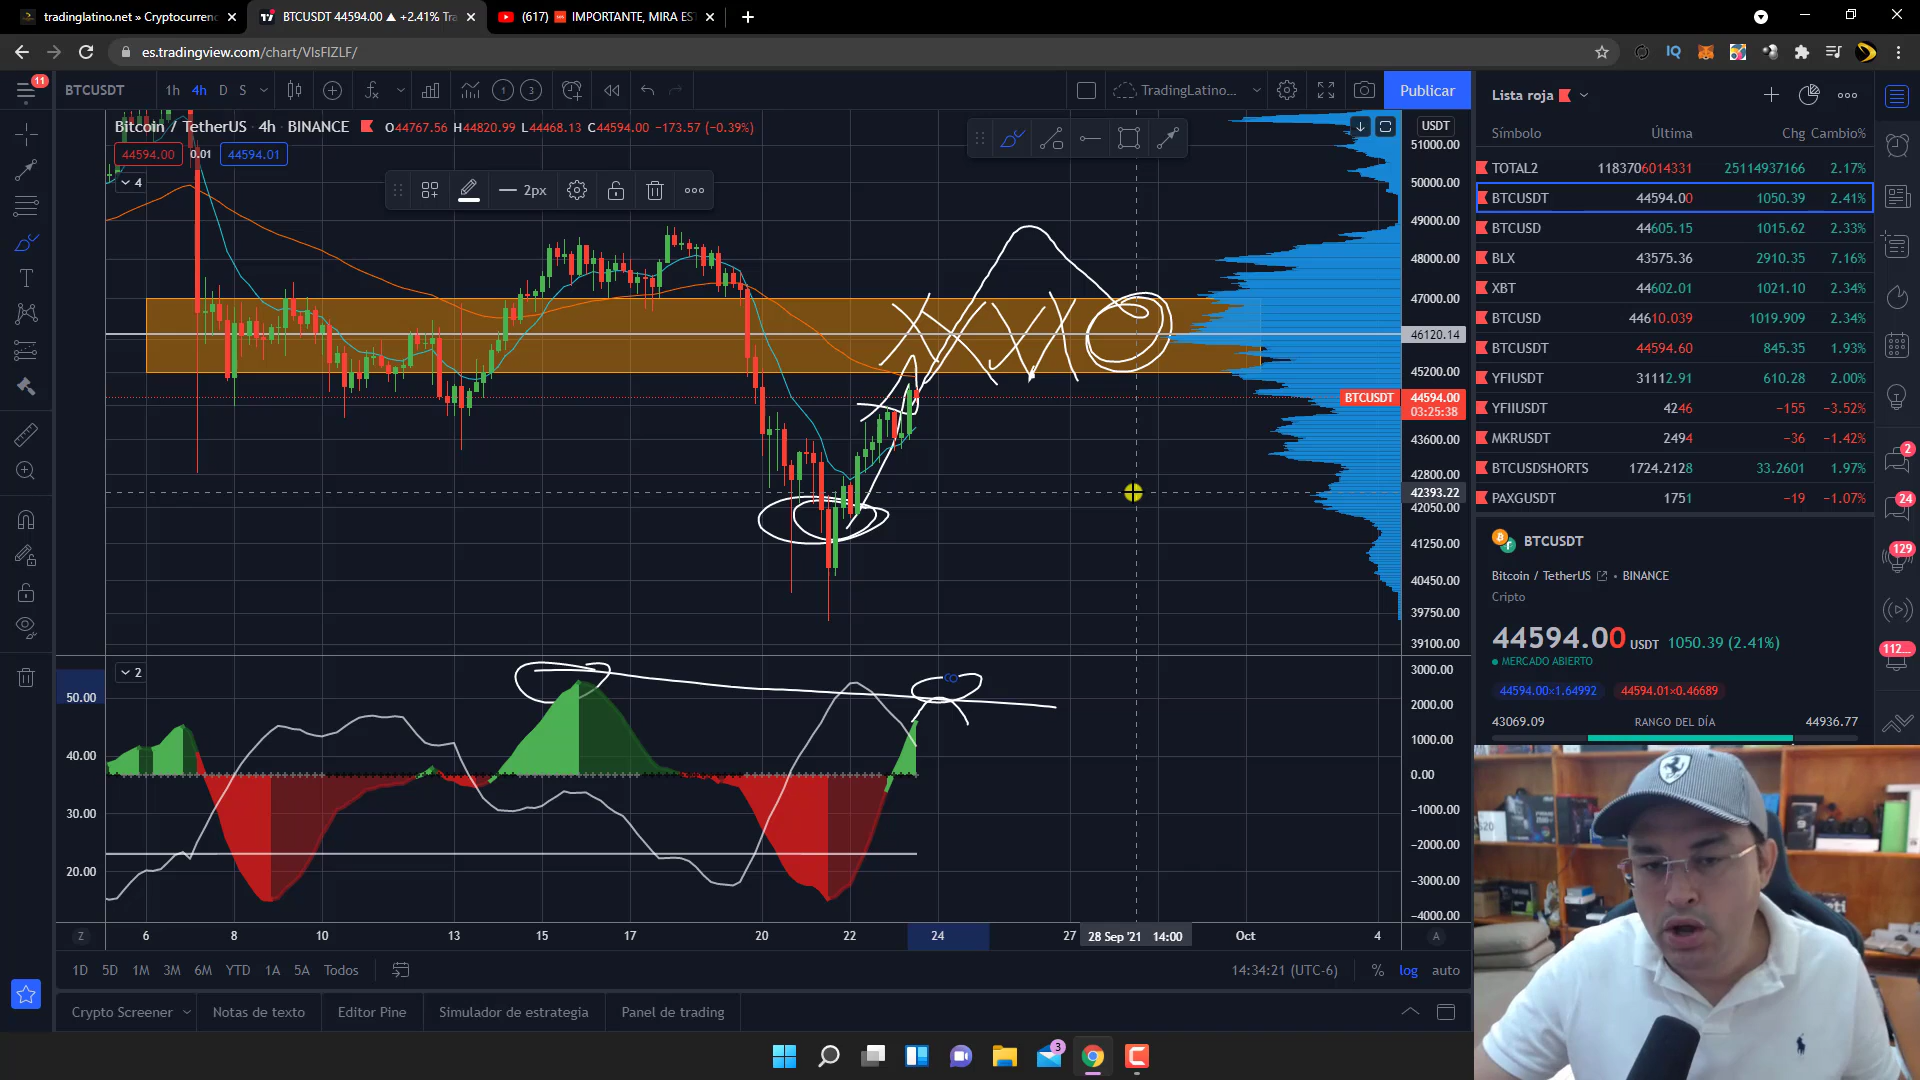 tradinglatino.net » Cryptocurrenc
BTCUSDT 44594.00 ▲ +2.41% Tra
(617) IMPORTANTE, MIRA ES
es.tradingview.com/chart/VIsFIZLF/
11
BTCUSDT 1h 4h D S
1 3
TradingLatino...
Publicar
Lista roja
Bitcoin / TetherUS · 4h · BINANCE O44767.56 H44820.99 L44468.13 C44594.00 −173.57 (−0.39%)
44594.00 0.01 44594.01
4
2px
USDT
51000.00
50000.00
49000.00
48000.00
47000.00
46120.14
45200.00
BTCUSDT 44594.00
03:25:38
43600.00
42800.00
42393.22
42050.00
41250.00
40450.00
39750.00
39100.00
2
3000.00
2000.00
1000.00
0.00
−1000.00
−2000.00
−3000.00
−4000.00
50.00
40.00
30.00
20.00
Z 6 8 10 13 15 17 20 22 24 27 28 Sep '21 14:00 Oct 4 A
1D 5D 1M 3M 6M YTD 1A 5A Todos
14:34:21 (UTC-6) % log auto
Crypto Screener Notas de texto Editor Pine Simulador de estrategia Panel de trading
Símbolo Última Chg Cambio%
TOTAL2 1183706014331 25114937166 2.17%
BTCUSDT 44594.00 1050.39 2.41%
BTCUSD 44605.15 1015.62 2.33%
BLX 43575.36 2910.35 7.16%
XBT 44602.01 1021.10 2.34%
BTCUSD 44610.039 1019.909 2.34%
BTCUSDT 44594.60 845.35 1.93%
YFIUSDT 31112.91 610.28 2.00%
YFIIUSDT 4246 −155 −3.52%
MKRUSDT 2494 −36 −1.42%
BTCUSDSHORTS 1724.2128 33.2601 1.97%
PAXGUSDT 1751 −19 −1.07%
BTCUSDT
Bitcoin / TetherUS • BINANCE
Cripto
44594.00 USDT 1050.39 (2.41%)
MERCADO ABIERTO
44594.00×1.64992 44594.01×0.46689
43069.09 RANGO DEL DÍA 44936.77
2
24
129
112...
3